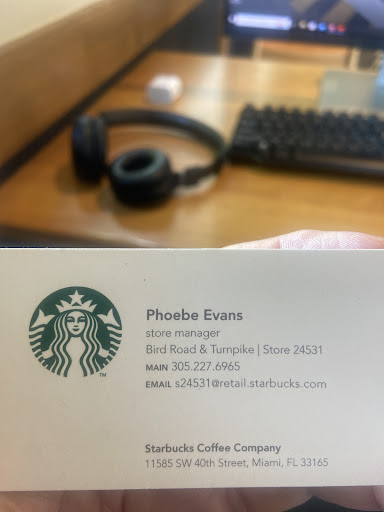 Phoebe Evans
store manager
Bird Road & Turnpike | Store 24531
MAIN 305.227.6965
EMAIL s24531@retail.starbucks.com
TM
Starbucks Coffee Company
11585 SW 40th Street, Miami, FL 33165